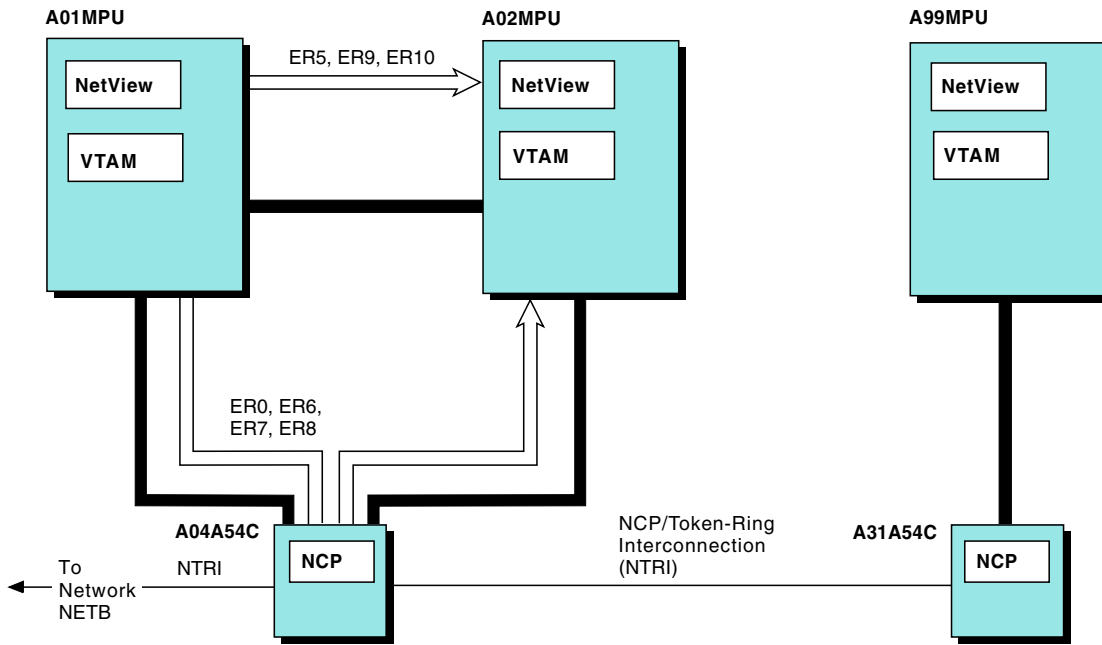 A01MPU
A02MPU
A99MPU
NetView
VTAM
ER5, ER9, ER10
NetView
VTAM
NetView
VTAM
ER0, ER6,
ER7, ER8
A04A54C
NCP
NCP/Token-Ring
Interconnection
(NTRI)
A31A54C
NCP
To
Network
NETB
NTRI